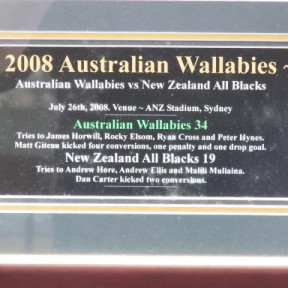 2008 Australian Wallabies ~
Australian Wallabies vs New Zealand All Blacks
July 26th, 2008. Venue ~ ANZ Stadium, Sydney
Australian Wallabies 34
Tries to James Horwill, Rocky Elsom, Ryan Cross and Peter Hynes.
Matt Giteau kicked four conversions, one penalty and one drop goal.
New Zealand All Blacks 19
Tries to Andrew Hore, Andrew Ellis and Malili Muliaina.
Dan Carter kicked two conversions.